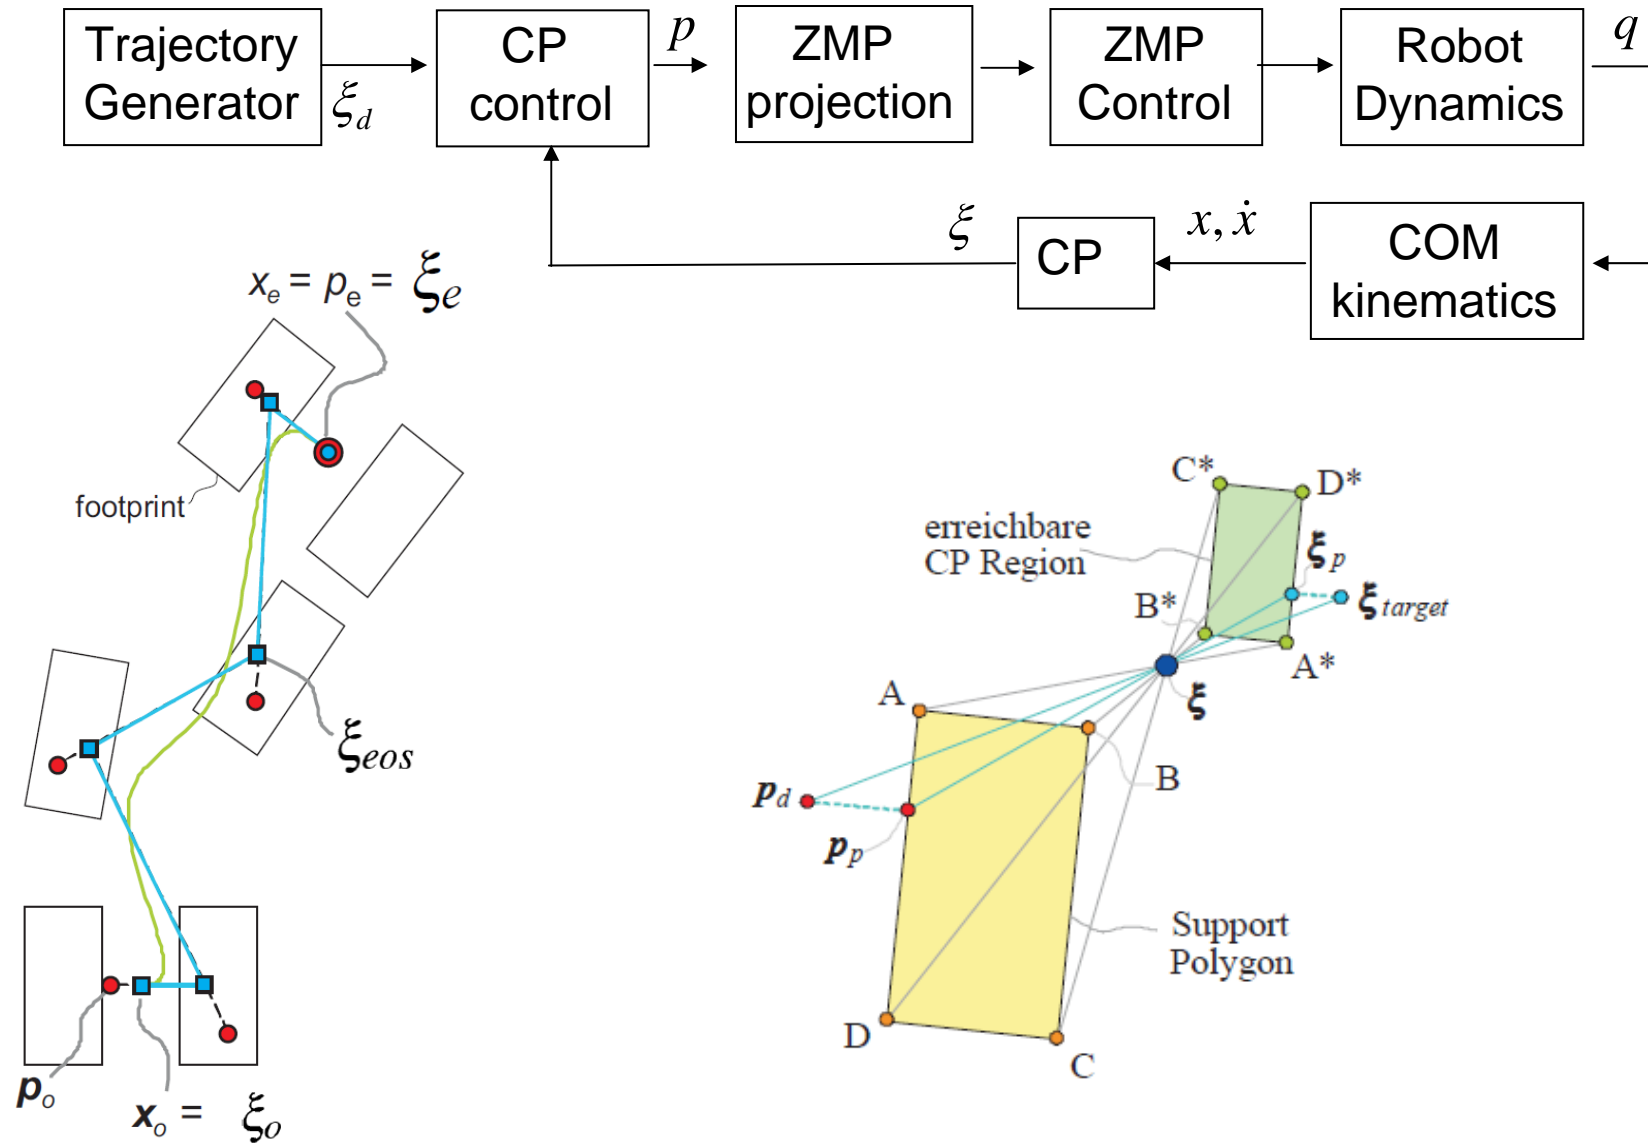 Trajectory
Generator
ξd
CP
control
p
ZMP
projection
ZMP
Control
Robot
Dynamics
q
ξ
CP
x, ẋ
COM
kinematics
xe = pe = ξe
footprint
ξeos
po
xo = ξo
C*
D*
erreichbare
CP Region
ξp
B*
ξtarget
A*
ξ
A
B
pd
pp
Support
Polygon
D
C